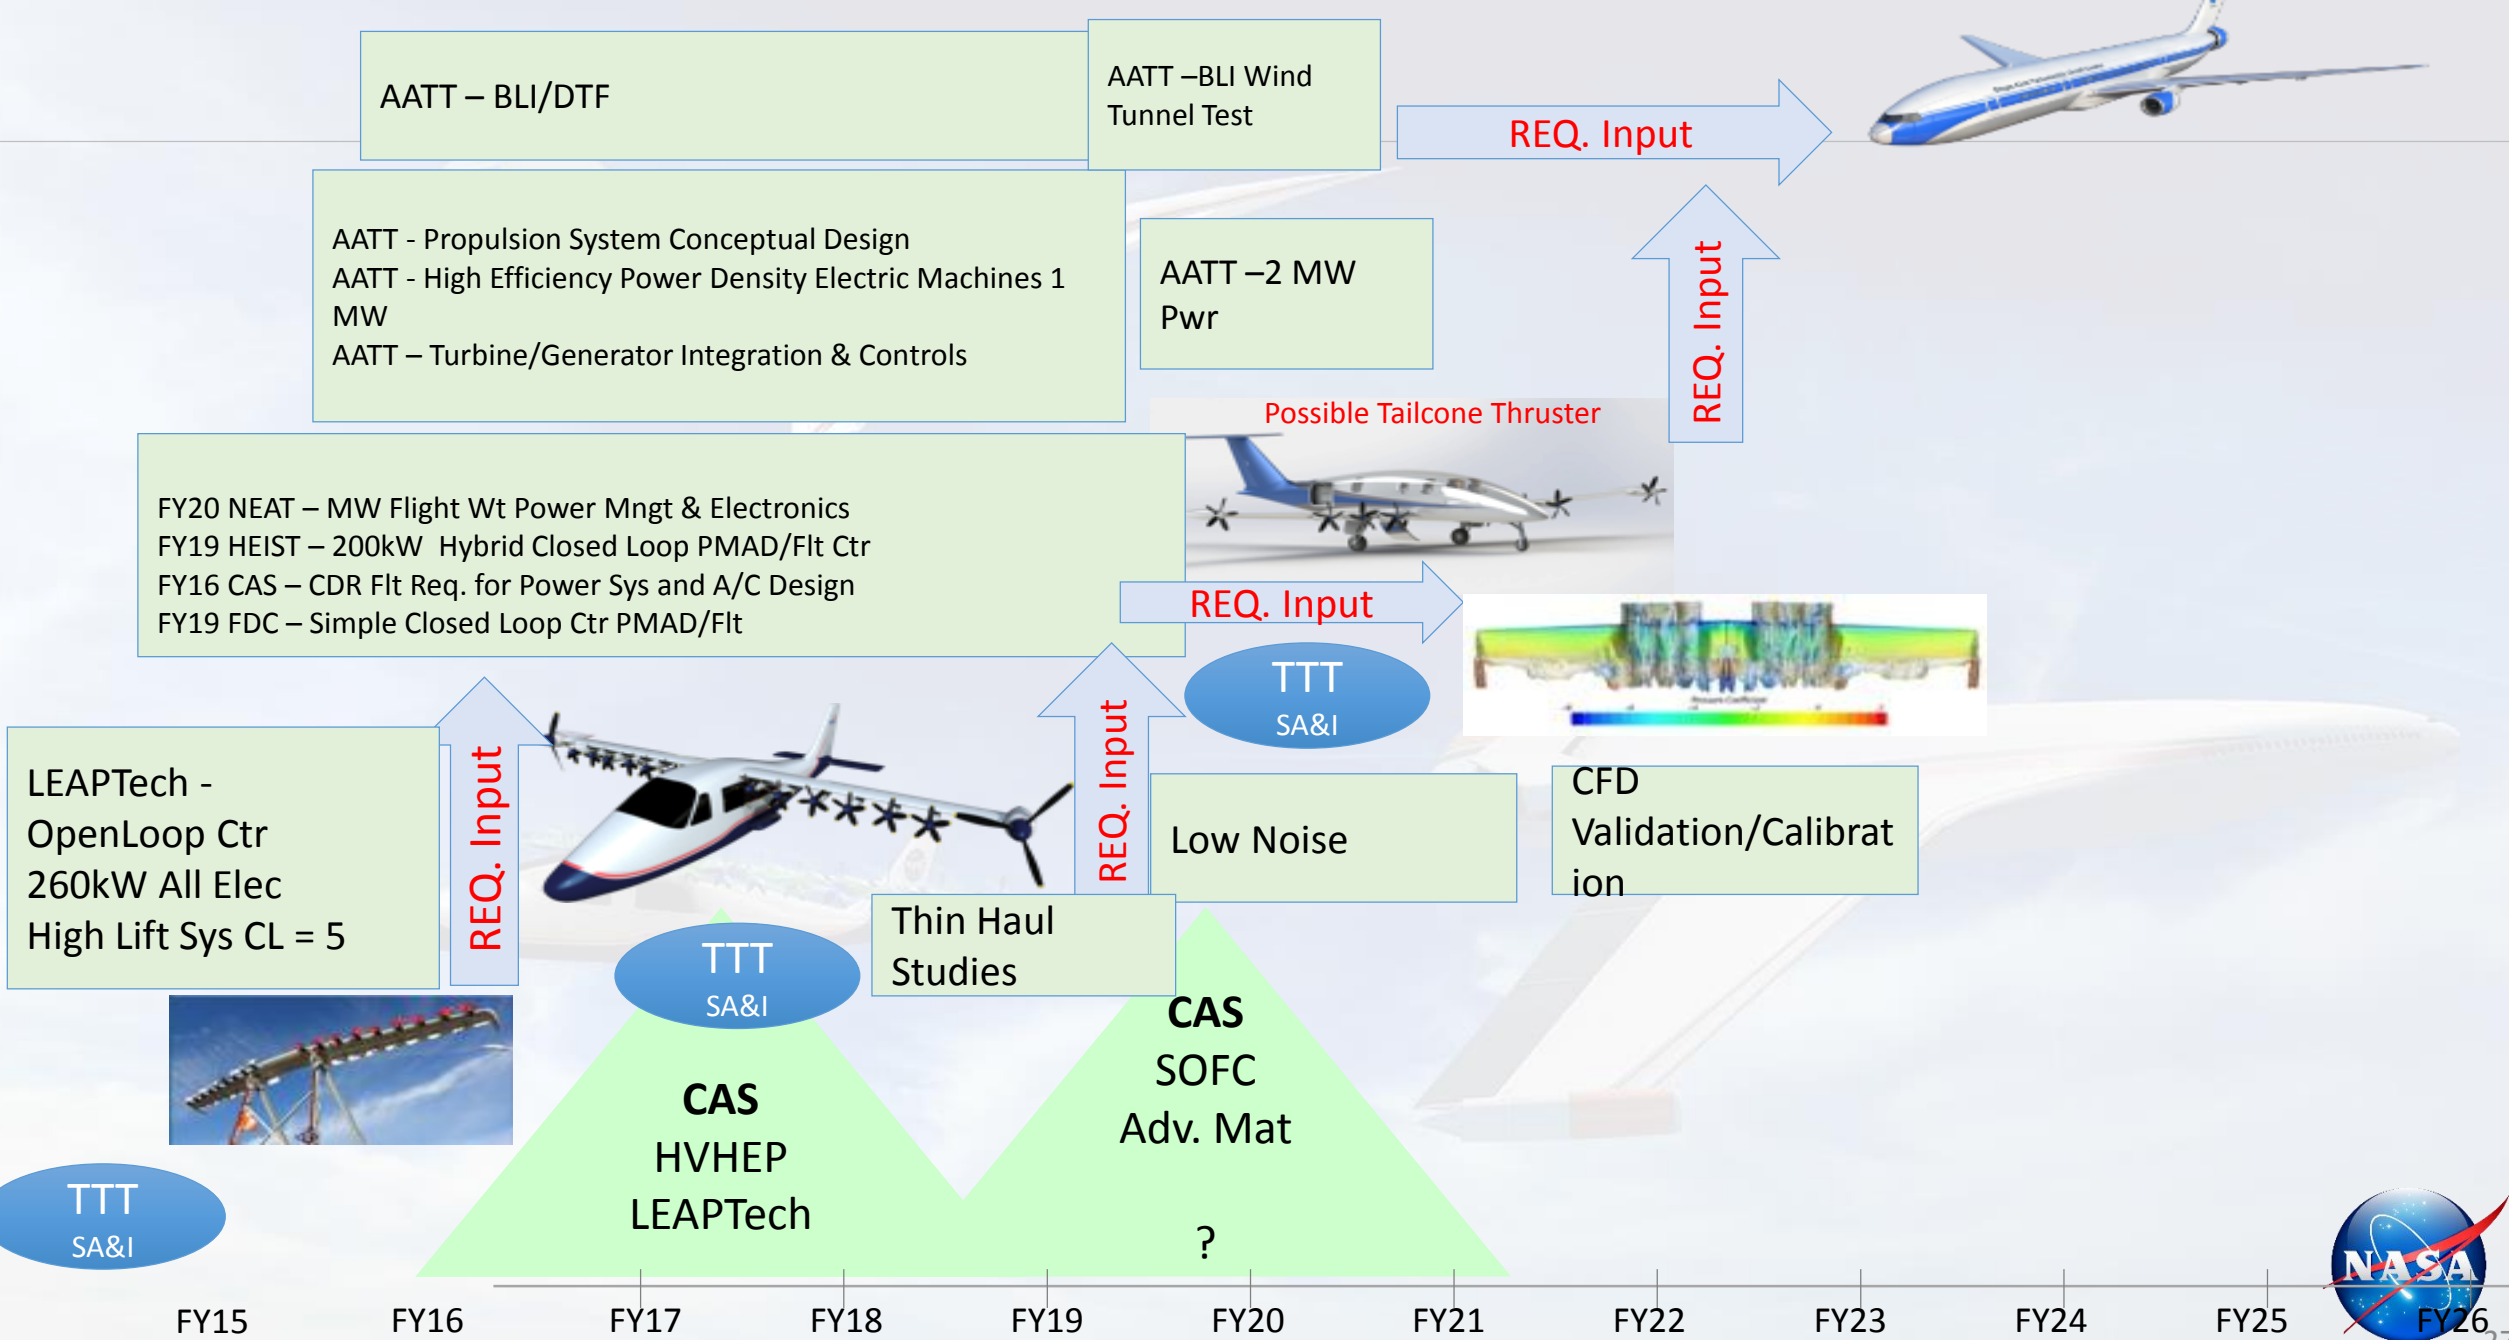 AATT – BLI/DTF
AATT –BLI Wind
Tunnel Test
REQ. Input
AATT - Propulsion System Conceptual Design
AATT - High Efficiency Power Density Electric Machines 1
MW
AATT – Turbine/Generator Integration & Controls
AATT –2 MW
Pwr
REQ. Input
Possible Tailcone Thruster
FY20 NEAT – MW Flight Wt Power Mngt & Electronics
FY19 HEIST – 200kW  Hybrid Closed Loop PMAD/Flt Ctr
FY16 CAS – CDR Flt Req. for Power Sys and A/C Design
FY19 FDC – Simple Closed Loop Ctr PMAD/Flt
REQ. Input
TTT
SA&I
Pressure Coefficient
LEAPTech -
OpenLoop Ctr
260kW All Elec
High Lift Sys CL = 5
REQ. Input
REQ. Input
Low Noise
CFD
Validation/Calibrat
ion
Thin Haul
Studies
TTT
SA&I
CAS
HVHEP
LEAPTech
CAS
SOFC
Adv. Mat
?
TTT
SA&I
NASA
FY15 FY16 FY17 FY18 FY19 FY20 FY21 FY22 FY23 FY24 FY25 FY26